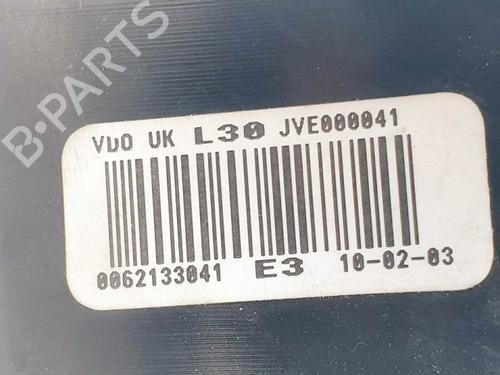 B-PARTS
VDO UK L30 JVE000041
0062133041 E3 10-02-03